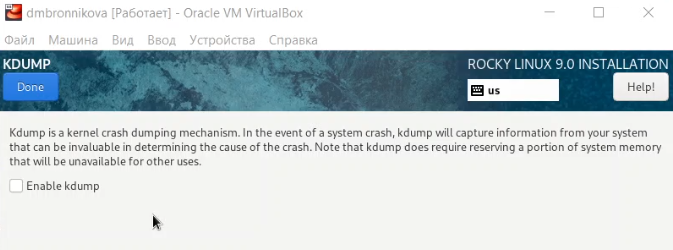 dmbronnikova [Работает] - Oracle VM VirtualBox
Файл Машина Вид Ввод Устройства Справка
KDUMP
ROCKY LINUX 9.0 INSTALLATION
Done
us
Help!
Kdump is a kernel crash dumping mechanism. In the event of a system crash, kdump will capture information from your system
that can be invaluable in determining the cause of the crash. Note that kdump does require reserving a portion of system memory
that will be unavailable for other uses.
Enable kdump